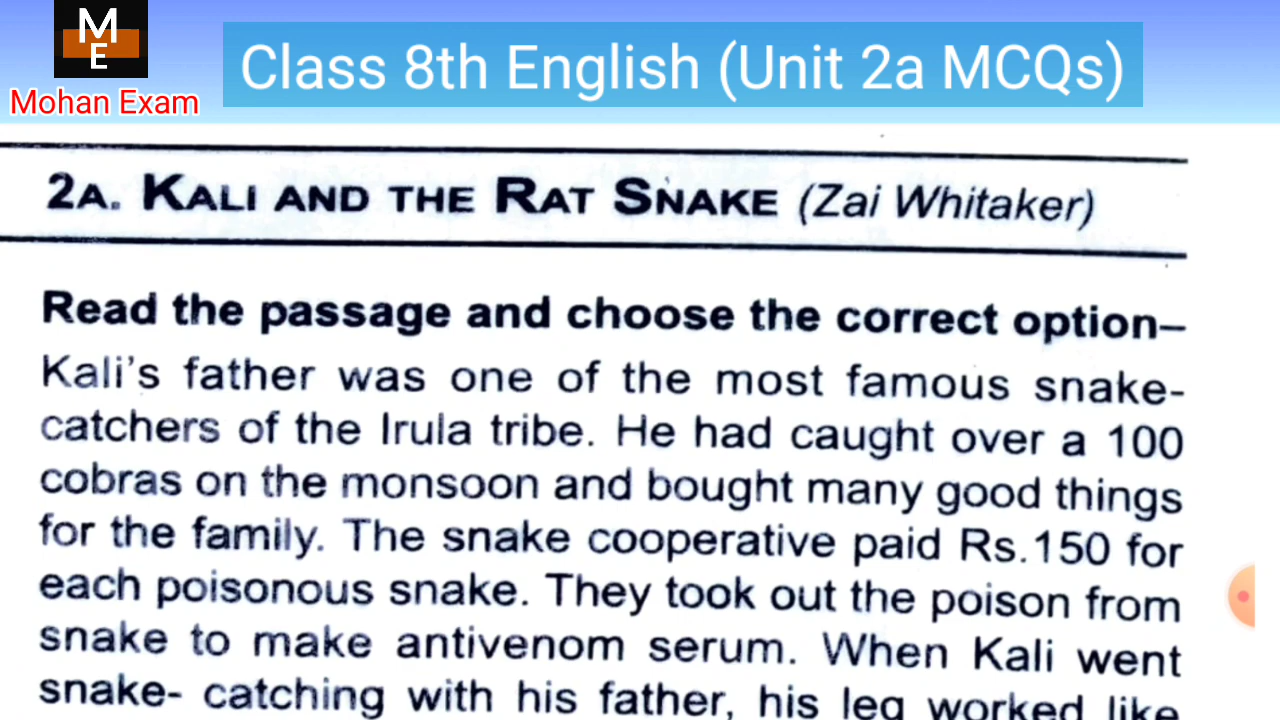 M
E
Mohan Exam
Class 8th English (Unit 2a MCQs)
2A. KALI AND THE RAT SNAKE (Zai Whitaker)
Read the passage and choose the correct option–
Kali's father was one of the most famous snake-
catchers of the Irula tribe. He had caught over a 100
cobras on the monsoon and bought many good things
for the family. The snake cooperative paid Rs.150 for
each poisonous snake. They took out the poison from
snake to make antivenom serum. When Kali went
snake- catching with his father, his leg worked like